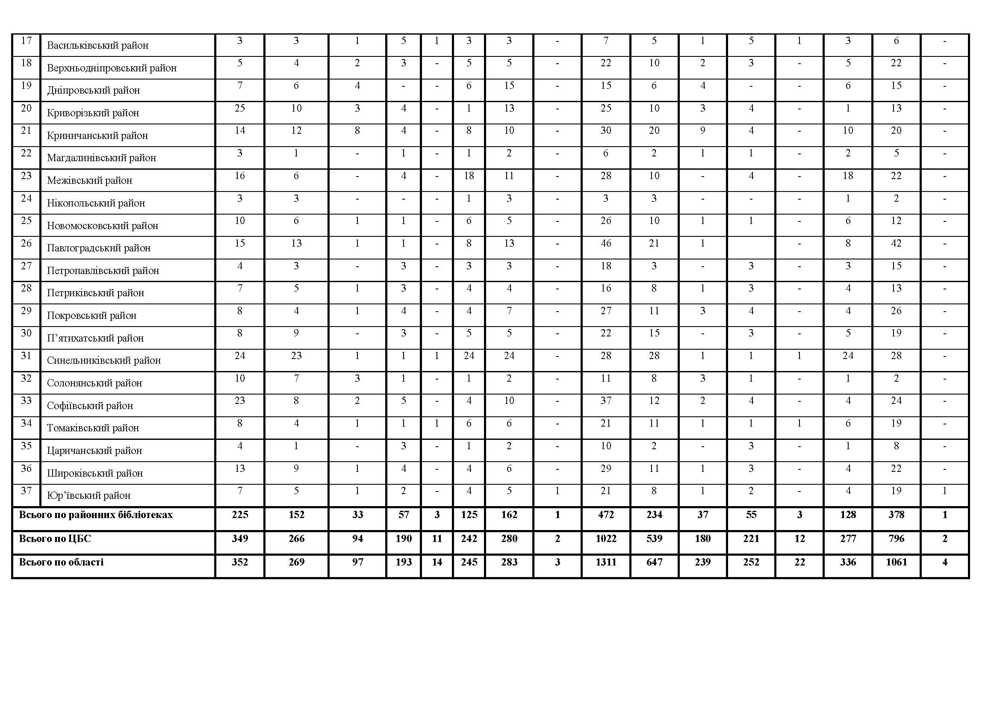 17 Васильківський район 3 3 1 5 1 3 3 - 7 5 1 5 1 3 6 -
18 Верхньодніпровський район 5 4 2 3 - 5 5 - 22 10 2 3 - 5 22 -
19 Дніпровський район 7 6 4 - - 6 15 - 15 6 4 - - 6 15 -
20 Криворізький район 25 10 3 4 - 1 13 - 25 10 3 4 - 1 13 -
21 Криничанський район 14 12 8 4 - 8 10 - 30 20 9 4 - 10 20 -
22 Магдалинівський район 3 1 - 1 - 1 2 - 6 2 1 1 - 2 5 -
23 Межівський район 16 6 - 4 - 18 11 - 28 10 - 4 - 18 22 -
24 Нікопольський район 3 3 - - - 1 3 - 3 3 - - - 1 2 -
25 Новомосковський район 10 6 1 1 - 6 5 - 26 10 1 1 - 6 12 -
26 Павлоградський район 15 13 1 1 - 8 13 - 46 21 1 - 8 42 -
27 Петропавлівський район 4 3 - 3 - 3 3 - 18 3 - 3 - 3 15 -
28 Петриківський район 7 5 1 3 - 4 4 - 16 8 1 3 - 4 13 -
29 Покровський район 8 4 1 4 - 4 7 - 27 11 3 4 - 4 26 -
30 П’ятихатський район 8 9 - 3 - 5 5 - 22 15 - 3 - 5 19 -
31 Синельниківський район 24 23 1 1 1 24 24 - 28 28 1 1 1 24 28 -
32 Солонянський район 10 7 3 1 - 1 2 - 11 8 3 1 - 1 2 -
33 Софіївський район 23 8 2 5 - 4 10 - 37 12 2 4 - 4 24 -
34 Томаківський район 8 4 1 1 1 6 6 - 21 11 1 1 1 6 19 -
35 Царичанський район 4 1 - 3 - 1 2 - 10 2 - 3 - 1 8 -
36 Широківський район 13 9 1 4 - 4 6 - 29 11 1 3 - 4 22 -
37 Юр’ївський район 7 5 1 2 - 4 5 1 21 8 1 2 - 4 19 1
Всього по районних бібліотеках 225 152 33 57 3 125 162 1 472 234 37 55 3 128 378 1
Всього по ЦБС 349 266 94 190 11 242 280 2 1022 539 180 221 12 277 796 2
Всього по області 352 269 97 193 14 245 283 3 1311 647 239 252 22 336 1061 4